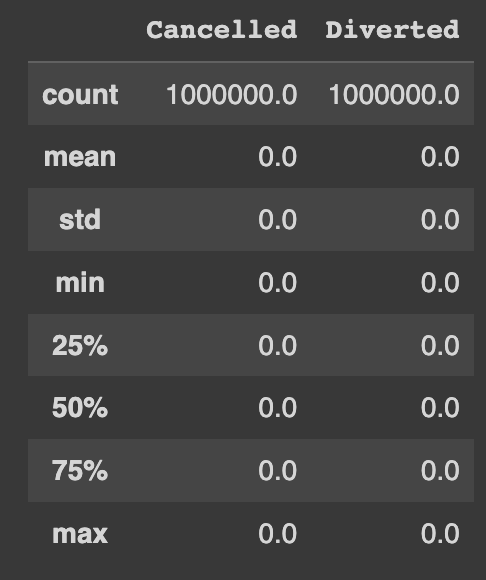 Cancelled Diverted
count 1000000.0 1000000.0
mean 0.0 0.0
std 0.0 0.0
min 0.0 0.0
25% 0.0 0.0
50% 0.0 0.0
75% 0.0 0.0
max 0.0 0.0